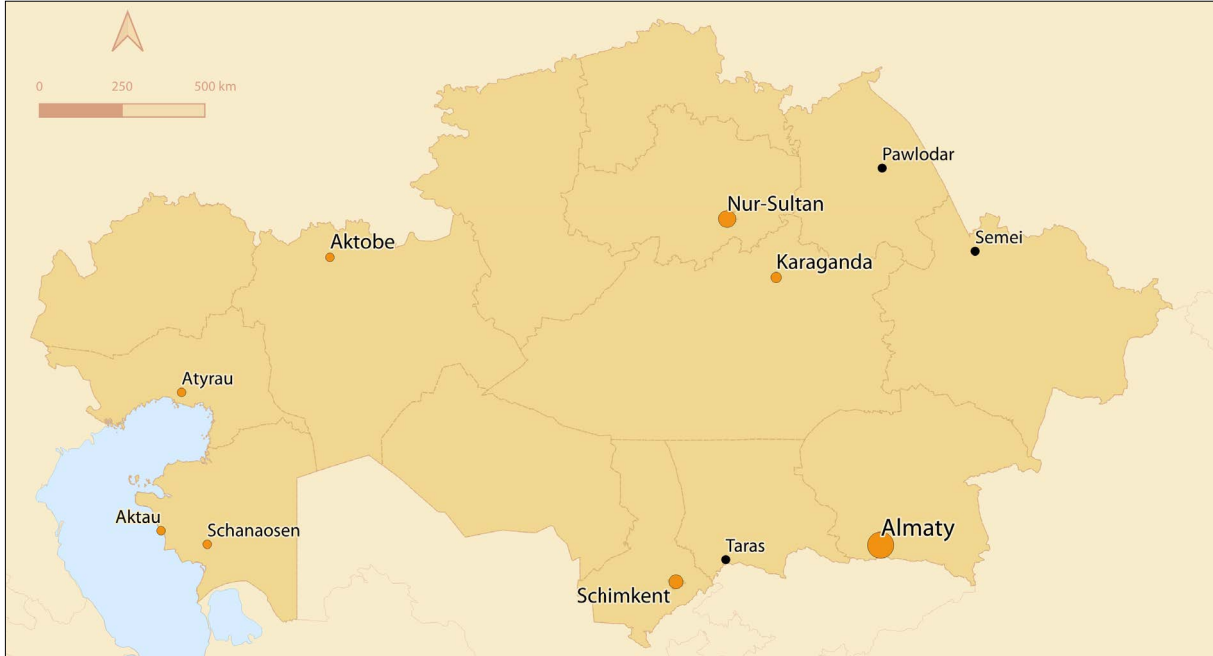 0 250 500 km
Pawlodar
Nur-Sultan
Semei
Aktobe
Karaganda
Atyrau
Aktau
Schanaosen
Almaty
Taras
Schimkent